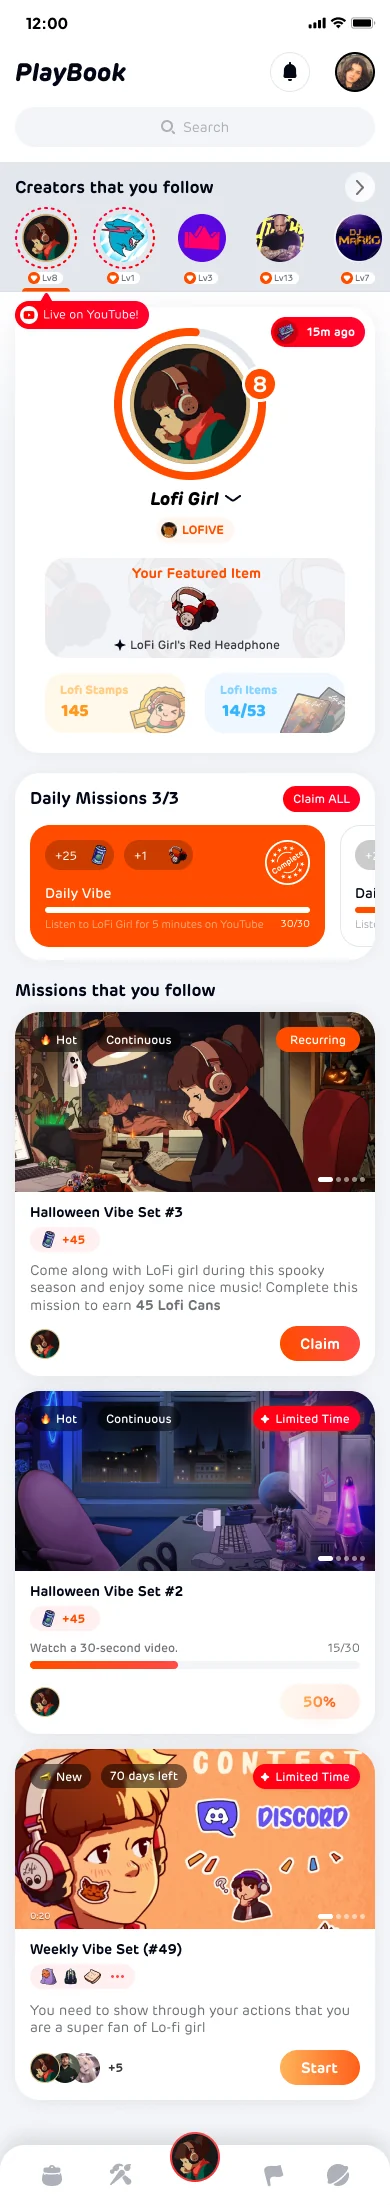 12:00
PlayBook
Search
Creators that you follow
DJ
MARIIO
Lv8
Lv1
Lv3
Lv13
Lv7
Live on YouTube!
15m ago
8
Lofi Girl
LOFIVE
Your Featured Item
LoFi Girl's Red Headphone
Lofi Stamps
145
Lofi Items
14/53
Daily Missions 3/3
Claim ALL
+25
+1
Complete
Daily Vibe
Dai
Listen to LoFi Girl for 5 minutes on YouTube
30/30
Liste
Missions that you follow
Hot
Continuous
Recurring
Halloween Vibe Set #3
+45
Come along with LoFi girl during this spooky
season and enjoy some nice music! Complete this
mission to earn 45 Lofi Cans
Claim
Hot
Continuous
Limited Time
Halloween Vibe Set #2
+45
Watch a 30-second video.
15/30
50%
CONTEST
New
70 days left
Limited Time
DISCORD
Lofi
0:20
Weekly Vibe Set (#49)
You need to show through your actions that you
are a super fan of Lo-fi girl
+5
Start